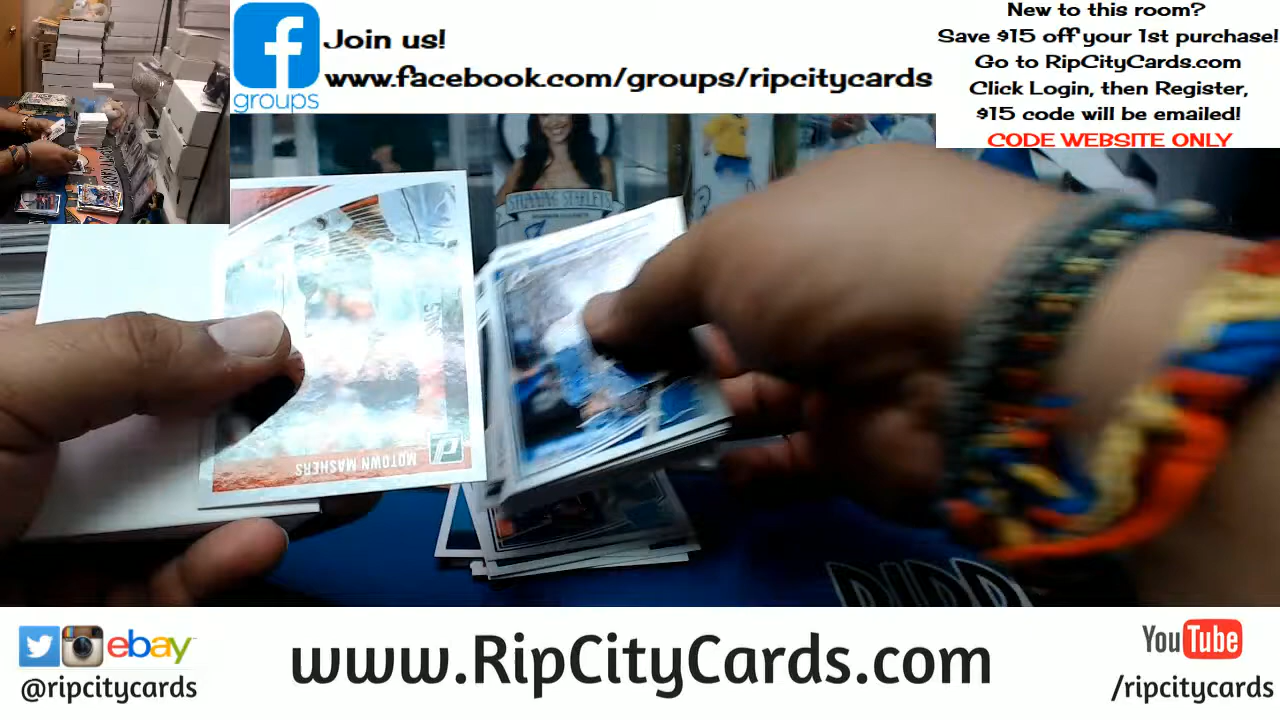 groups
Join us!
www.facebook.com/groups/ripcitycards
New to this room?
Save $15 off your 1st purchase!
Go to RipCityCards.com
Click Login, then Register,
$15 code will be emailed!
CODE WEBSITE ONLY
MOTOWN MASHERS
ebay
@ripcitycards
www.RipCityCards.com
YouTube
/ripcitycards